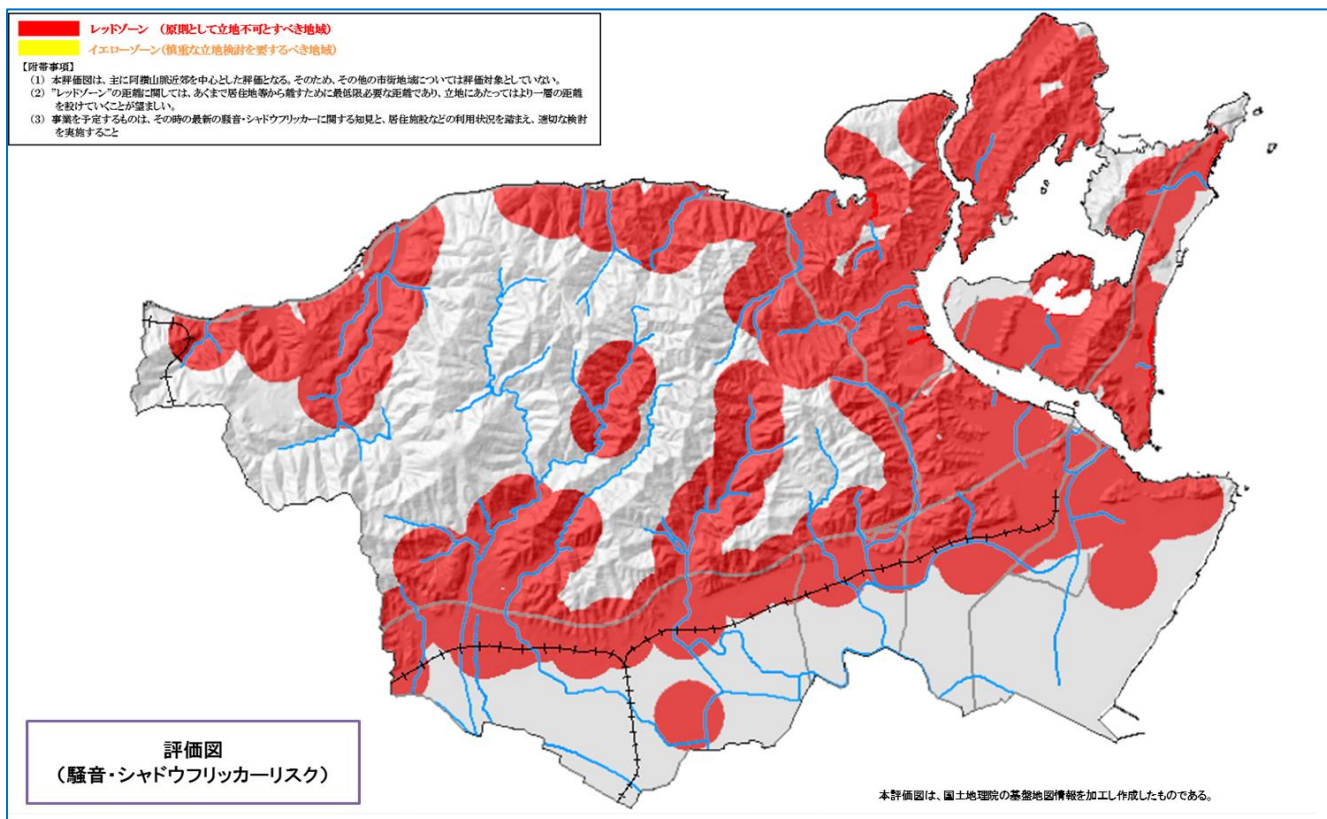 レッドゾーン (原則として立地不可とすべき地域)
イエローゾーン(慎重な立地検討を要するべき地域)
【附帯事項】
(1) 本評価図は、主に阿讃山脈近郊を中心とした評価となる。そのため、その他の市街地域については評価対象としていない。
(2) "レッドゾーン"の距離に関しては、あくまで居住地等から離すために最低限必要な距離であり、立地にあたってはより一層の距離
を設けていくことが望ましい。
(3) 事業を予定するものは、その時の最新の騒音・シャドウフリッカーに関する知見と、居住施設などの利用状況を踏まえ、適切な検討
を実施すること
評価図
(騒音・シャドウフリッカーリスク)
本評価図は、国土地理院の基盤地図情報を加工し作成したものである。